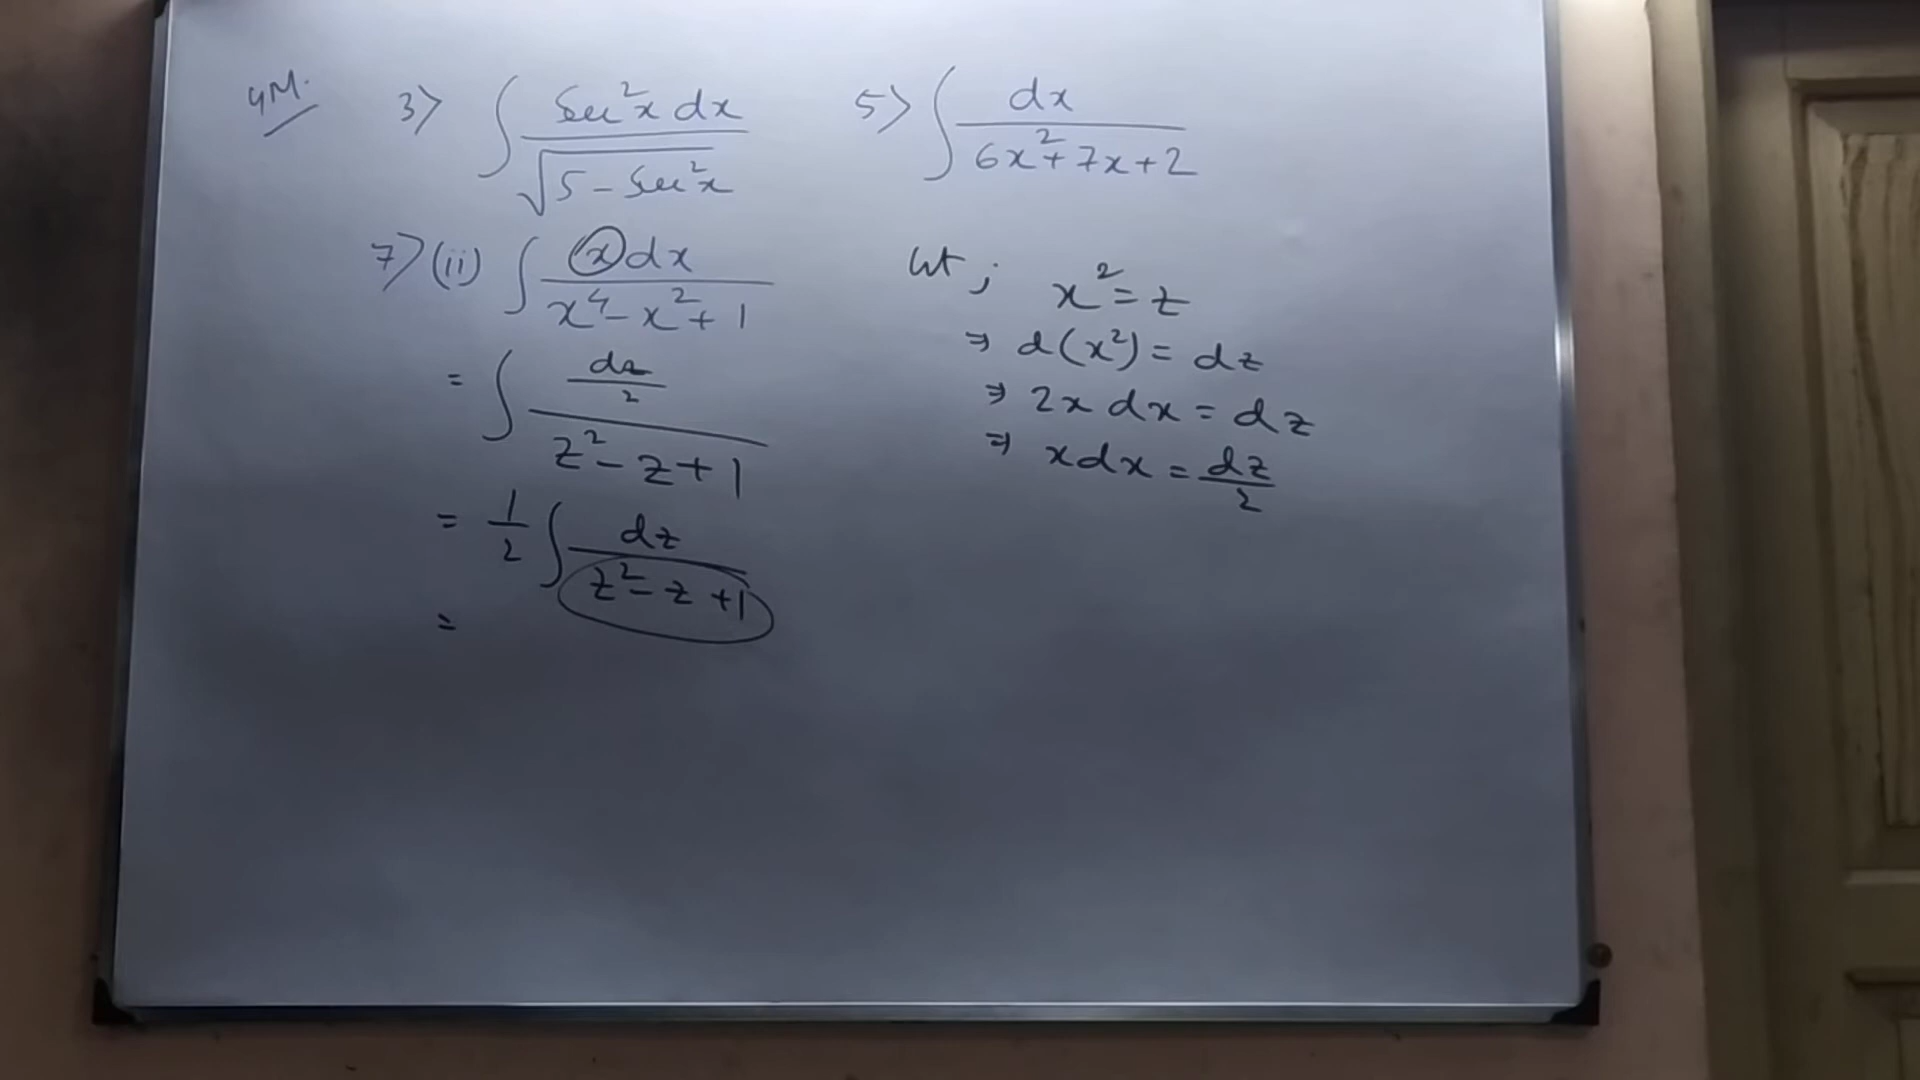 4M. 3> ∫ Sec²x dx / √(5 - Sec²x)
5> ∫ dx / (6x² + 7x + 2)
7> (ii) ∫ x dx / (x⁴ - x² + 1)
= ∫ (dz/2) / (z² - z + 1)
= 1/2 ∫ dz / (z² - z + 1)
=
let ; x² = z
⇒ d(x²) = dz
⇒ 2x dx = dz
⇒ x dx = dz/2